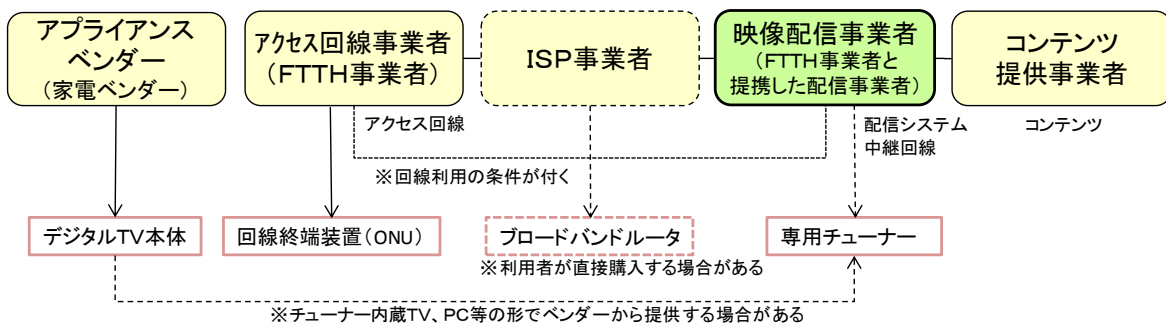 アプライアンス
ベンダー
（家電ベンダー）
アクセス回線事業者
（FTTH事業者）
ISP事業者
映像配信事業者
（FTTH事業者と
提携した配信事業者）
コンテンツ
提供事業者
アクセス回線
配信システム
中継回線
コンテンツ
※回線利用の条件が付く
デジタルTV本体
回線終端装置（ONU）
ブロードバンドルータ
専用チューナー
※利用者が直接購入する場合がある
※チューナー内蔵TV、PC等の形でベンダーから提供する場合がある